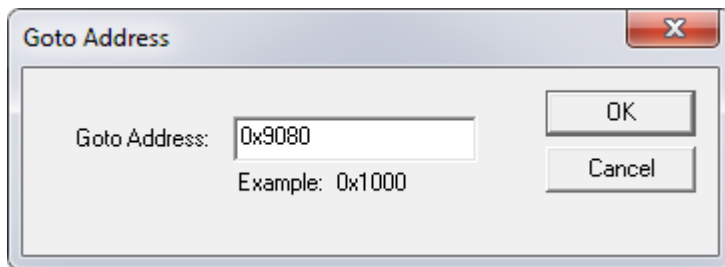 Goto Address
Goto Address: 0x9080
Example: 0x1000
OK
Cancel